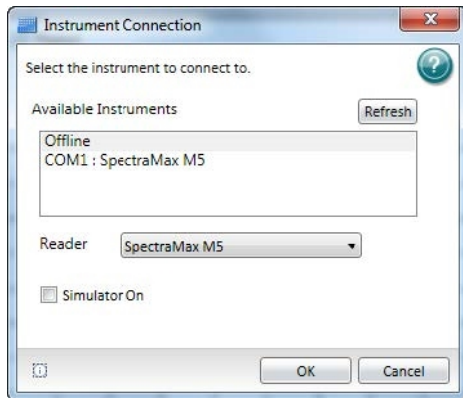 Instrument Connection
Select the instrument to connect to.
Available Instruments
Refresh
Offline
COM1 : SpectraMax M5
Reader
SpectraMax M5
Simulator On
OK
Cancel